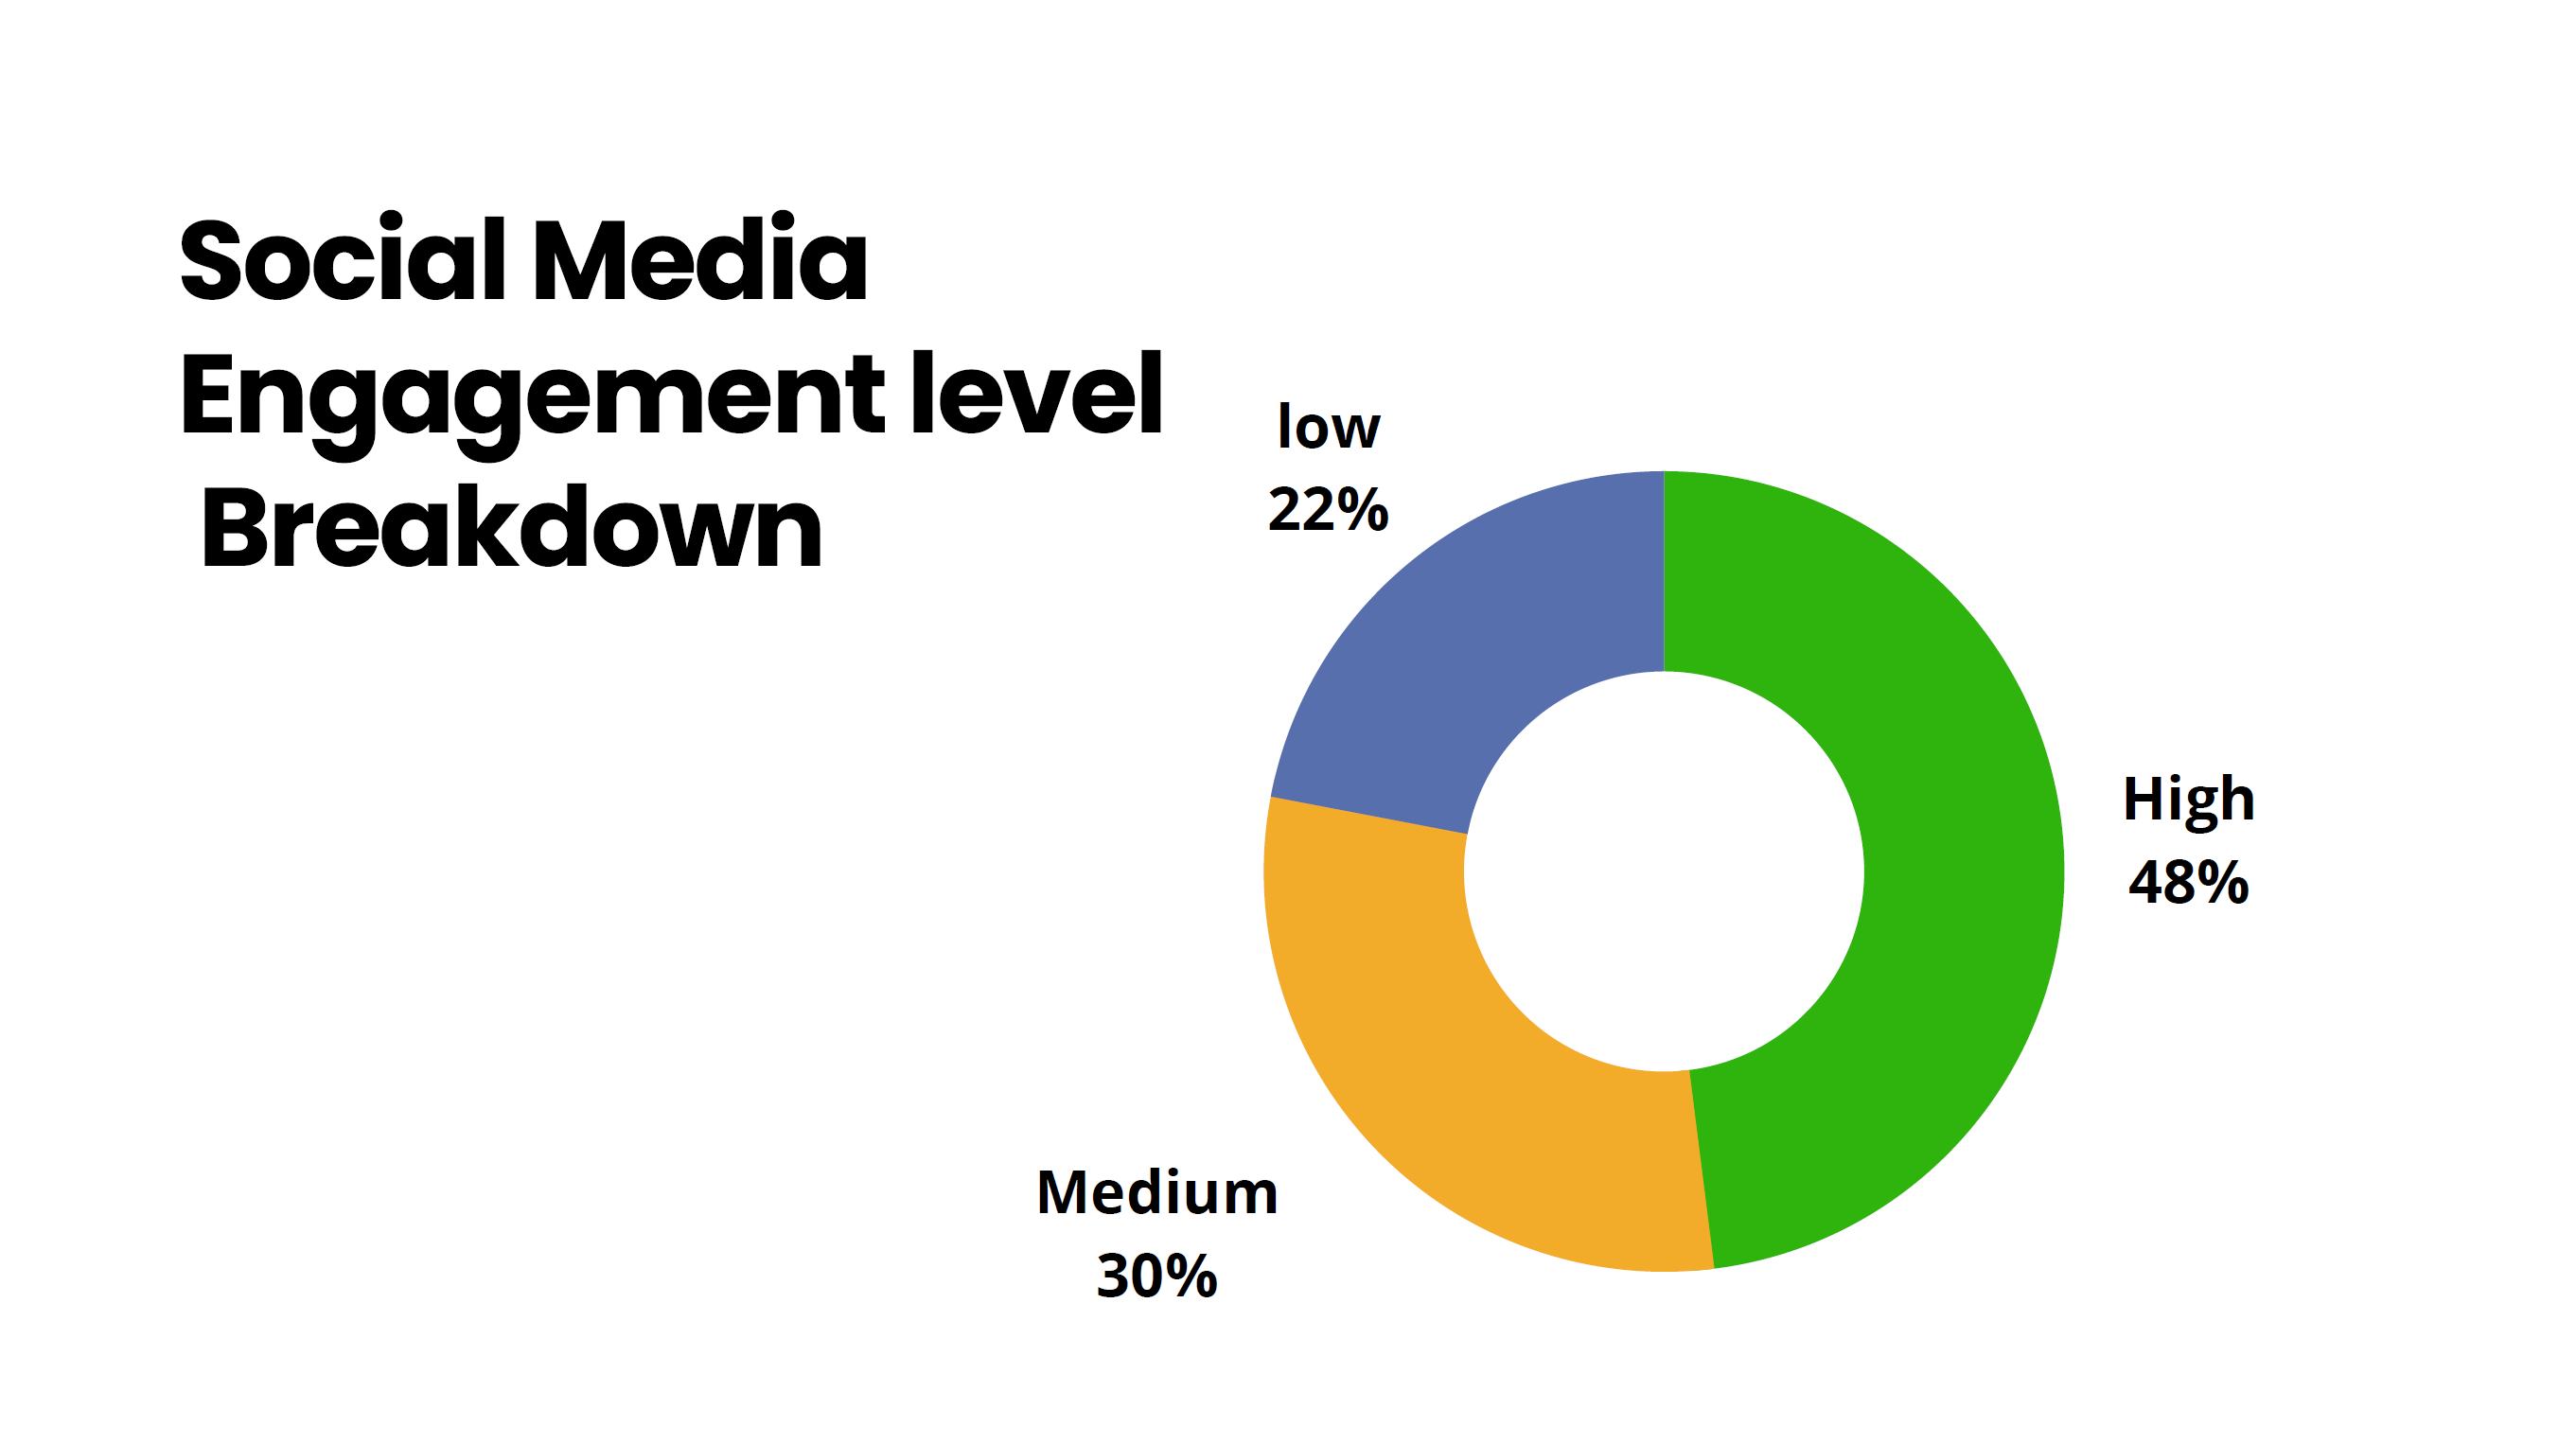 Social Media
Engagement level
Breakdown
low
22%
High
48%
Medium
30%